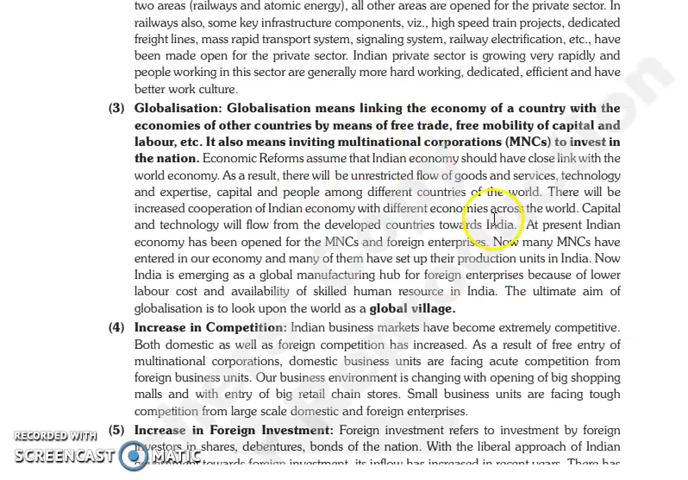 two areas (railways and atomic energy), all other areas are opened for the private sector. In
railways also, some key infrastructure components, viz., high speed train projects, dedicated
freight lines, mass rapid transport system, signaling system, railway electrification, etc., have
been made open for the private sector. Indian private sector is growing very rapidly and
people working in this sector are generally more hard working, dedicated, efficient and have
better work culture.
(3) Globalisation: Globalisation means linking the economy of a country with the
economies of other countries by means of free trade, free mobility of capital and
labour, etc. It also means inviting multinational corporations (MNCs) to invest in
the nation. Economic Reforms assume that Indian economy should have close link with the
world economy. As a result, there will be unrestricted flow of goods and services, technology
and expertise, capital and people among different countries of the world. There will be
increased cooperation of Indian economy with different economies across the world. Capital
and technology will flow from the developed countries towards India. At present Indian
economy has been opened for the MNCs and foreign enterprises. Now many MNCs have
entered in our economy and many of them have set up their production units in India. Now
India is emerging as a global manufacturing hub for foreign enterprises because of lower
labour cost and availability of skilled human resource in India. The ultimate aim of
globalisation is to look upon the world as a global village.
(4) Increase in Competition: Indian business markets have become extremely competitive.
Both domestic as well as foreign competition has increased. As a result of free entry of
multinational corporations, domestic business units are facing acute competition from
foreign business units. Our business environment is changing with opening of big shopping
malls and with entry of big retail chain stores. Small business units are facing tough
competition from large scale domestic and foreign enterprises.
(5) Increase in Foreign Investment: Foreign investment refers to investment by foreign
investors in shares, debentures, bonds of the nation. With the liberal approach of Indian
towards foreign investment, its inflow has increased in recent years. There has
RECORDED WITH
SCREENCAST MATIC